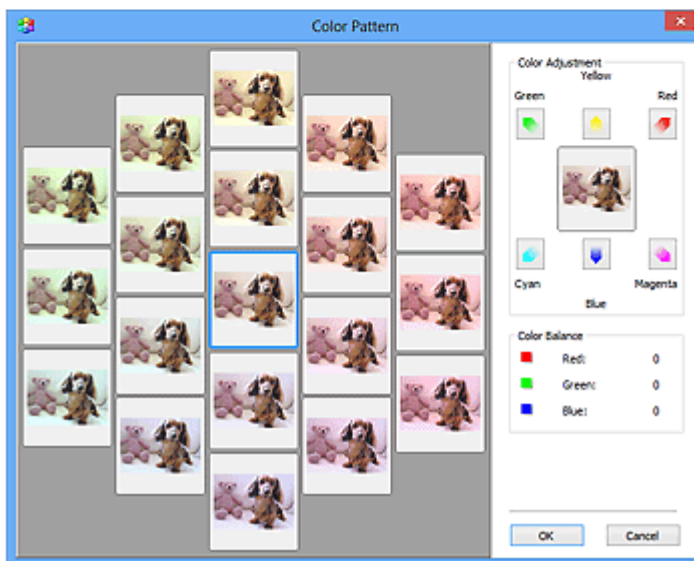 Color Pattern
Color Adjustment
Yellow
Green
Red
Cyan
Magenta
Blue
Color Balance
Red: 0
Green: 0
Blue: 0
OK
Cancel